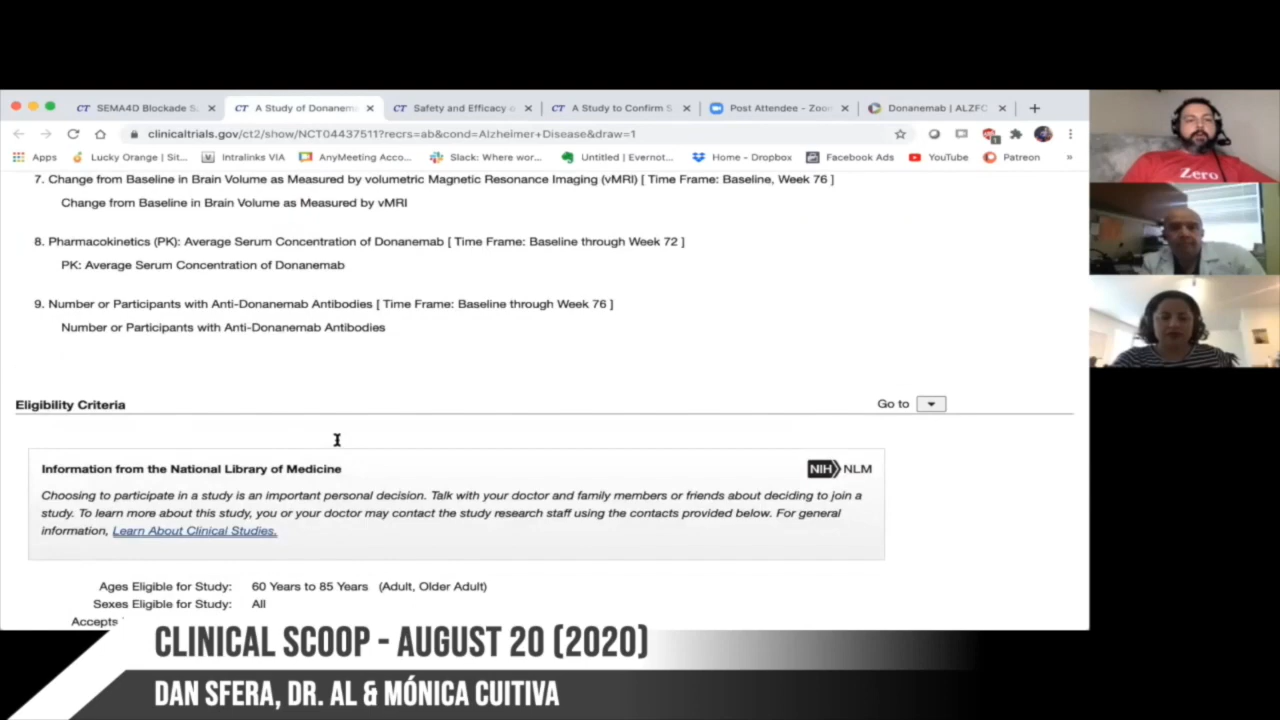 SEMA4D Blockade S
A Study of Donanem
Safety and Efficacy o
A Study to Confirm S
Post Attendee - Zoo
Donanemab | ALZFO
clinicaltrials.gov/ct2/show/NCT04437511?recrs=ab&cond=Alzheimer+Disease&draw=1
Apps
Lucky Orange | Sit...
Intralinks VIA
AnyMeeting Acco...
Slack: Where wor...
Untitled | Evernot...
Home - Dropbox
Facebook Ads
YouTube
Patreon
»
7. Change from Baseline in Brain Volume as Measured by volumetric Magnetic Resonance Imaging (vMRI) [ Time Frame: Baseline, Week 76 ]
Change from Baseline in Brain Volume as Measured by vMRI
8. Pharmacokinetics (PK): Average Serum Concentration of Donanemab [ Time Frame: Baseline through Week 72 ]
PK: Average Serum Concentration of Donanemab
9. Number or Participants with Anti-Donanemab Antibodies [ Time Frame: Baseline through Week 76 ]
Number or Participants with Anti-Donanemab Antibodies
Eligibility Criteria
Go to
Information from the National Library of Medicine
NIH NLM
Choosing to participate in a study is an important personal decision. Talk with your doctor and family members or friends about deciding to join a
study. To learn more about this study, you or your doctor may contact the study research staff using the contacts provided below. For general
information, Learn About Clinical Studies.
Ages Eligible for Study: 60 Years to 85 Years (Adult, Older Adult)
Sexes Eligible for Study: All
Accepts
Zero
CLINICAL SCOOP - AUGUST 20 (2020)
DAN SFERA, DR. AL & MÓNICA CUITIVA